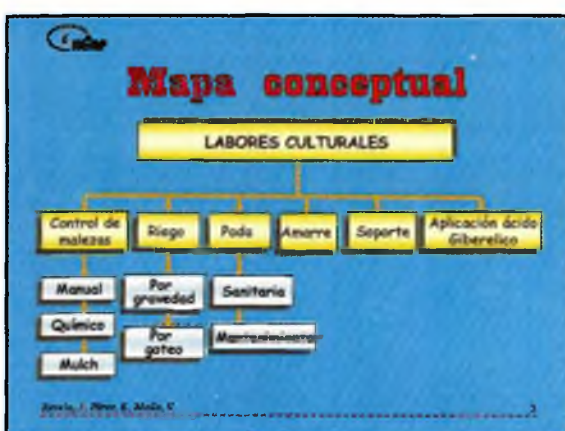 Mapa conceptual
LABORES CULTURALES
Control de
malezas
Riego
Poda
Amarre
Soporte
Aplicación ácido
Giberelico
Manual
Químico
Mulch
Por
gravedad
Por
goteo
Sanitaria
3